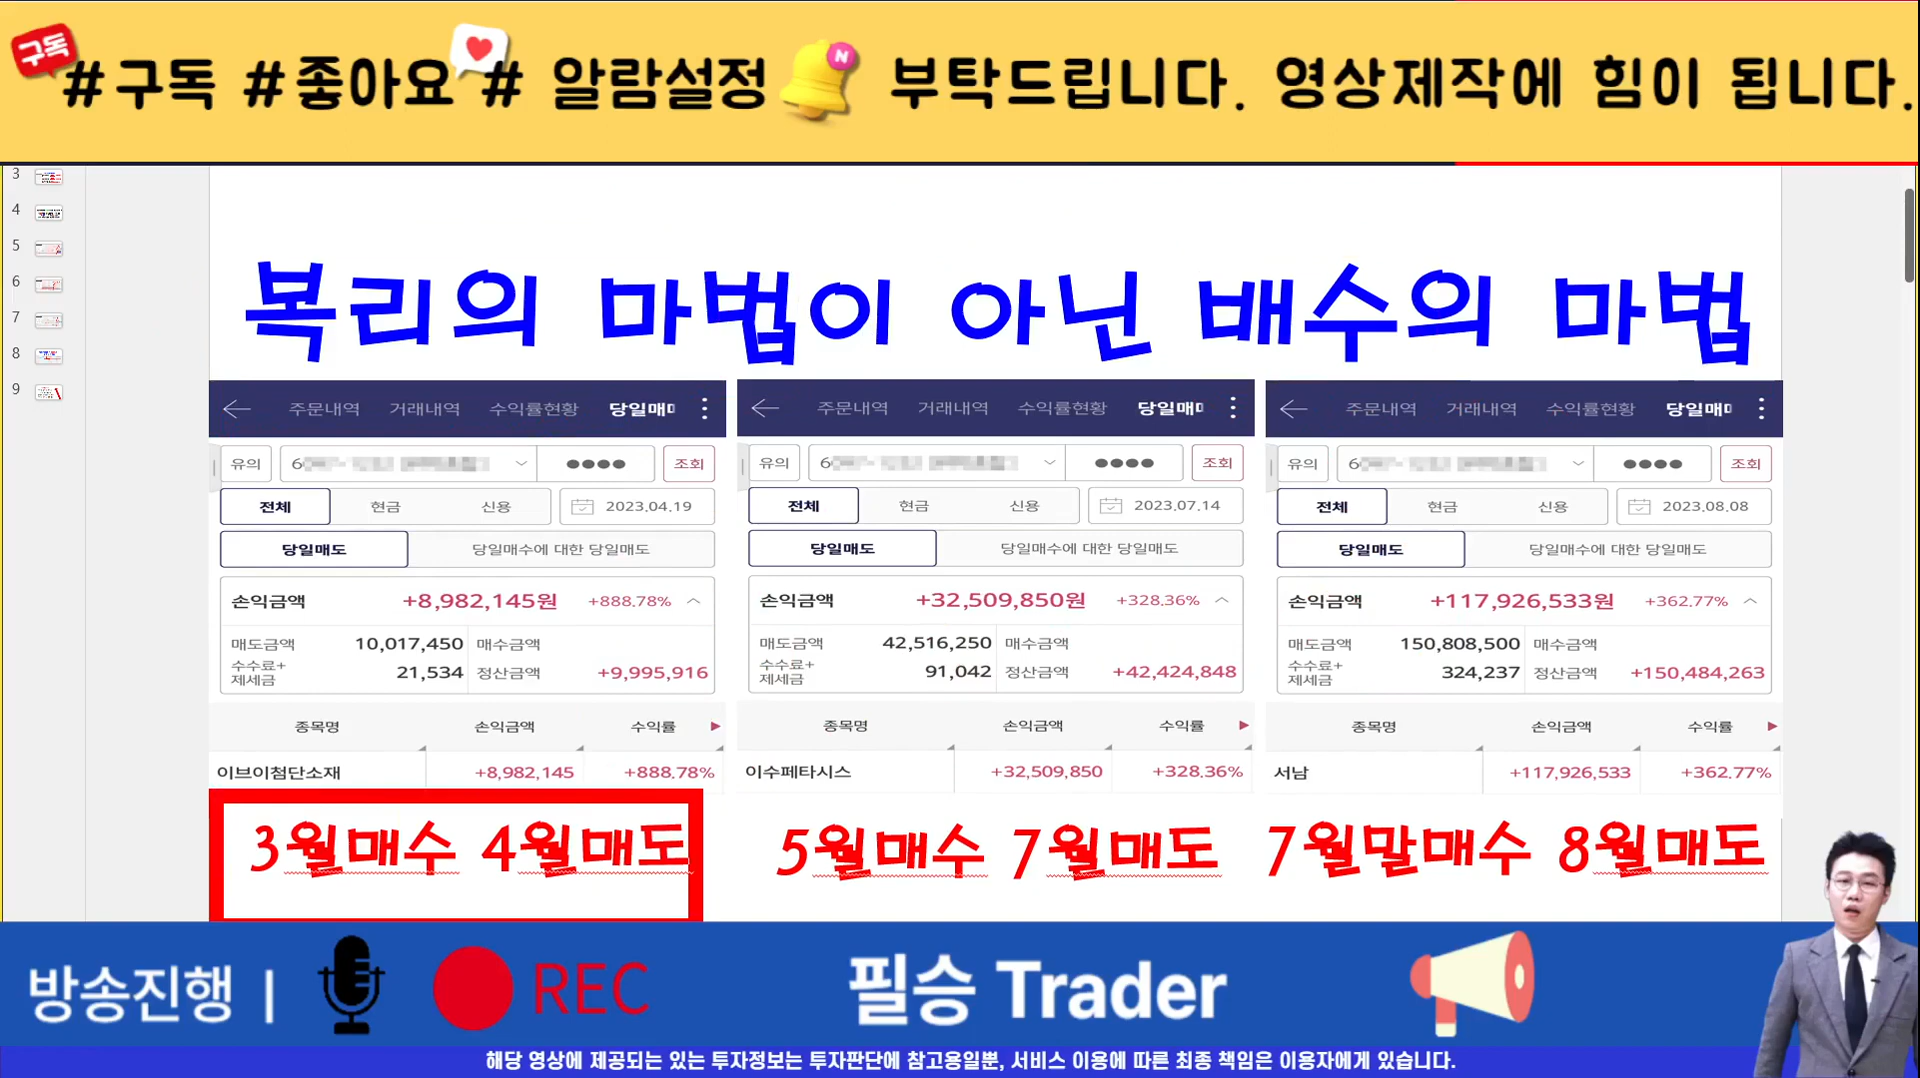 구독
#구독 #좋아요 # 알람설정 N 부탁드립니다. 영상제작에 힘이 됩니다.
3
4
5
6
7
8
9
복리의 마법이 아닌 배수의 마법
주문내역 거래내역 수익률현황 당일매
유의 6 ●●●● 조회
전체 현금 신용 2023.04.19
당일매도 당일매수에 대한 당일매도
손익금액 +8,982,145원 +888.78%
매도금액 10,017,450 매수금액
수수료+
제세금 21,534 정산금액 +9,995,916
종목명 손익금액 수익률
이브이첨단소재 +8,982,145 +888.78%
3월매수 4월매도
주문내역 거래내역 수익률현황 당일매
유의 6 ●●●● 조회
전체 현금 신용 2023.07.14
당일매도 당일매수에 대한 당일매도
손익금액 +32,509,850원 +328.36%
매도금액 42,516,250 매수금액
수수료+
제세금 91,042 정산금액 +42,424,848
종목명 손익금액 수익률
이수페타시스 +32,509,850 +328.36%
5월매수 7월매도
주문내역 거래내역 수익률현황 당일매
유의 6 ●●●● 조회
전체 현금 신용 2023.08.08
당일매도 당일매수에 대한 당일매도
손익금액 +117,926,533원 +362.77%
매도금액 150,808,500 매수금액
수수료+
제세금 324,237 정산금액 +150,484,263
종목명 손익금액 수익률
서남 +117,926,533 +362.77%
7월말매수 8월매도
방송진행 | REC 필승 Trader
해당 영상에 제공되는 있는 투자정보는 투자판단에 참고용일뿐, 서비스 이용에 따른 최종 책임은 이용자에게 있습니다.